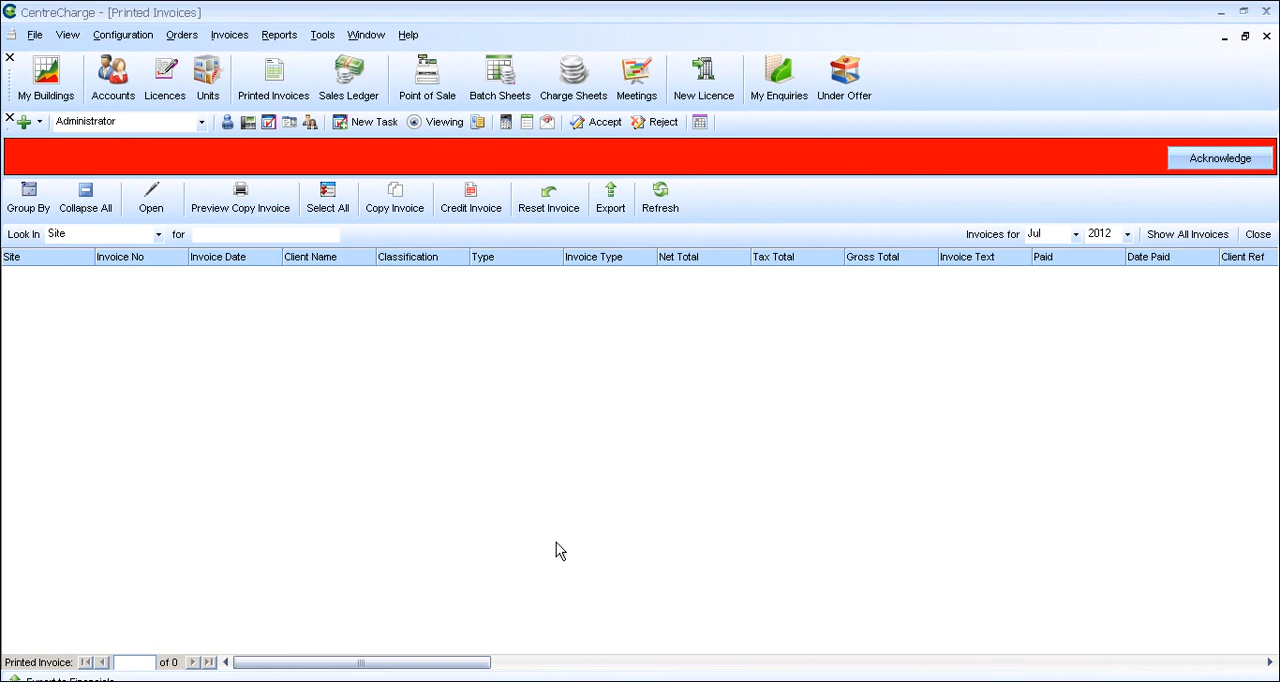 CentreCharge - [Printed Invoices]
File View Configuration Orders Invoices Reports Tools Window Help
My Buildings Accounts Licences Units Printed Invoices Sales Ledger Point of Sale Batch Sheets Charge Sheets Meetings New Licence My Enquiries Under Offer
Administrator New Task Viewing Accept Reject
Acknowledge
Group By Collapse All Open Preview Copy Invoice Select All Copy Invoice Credit Invoice Reset Invoice Export Refresh
Look In Site for Invoices for Jul 2012 Show All Invoices Close
Site Invoice No Invoice Date Client Name Classification Type Invoice Type Net Total Tax Total Gross Total Invoice Text Paid Date Paid Client Ref
Printed Invoice: of 0
Export to Financials